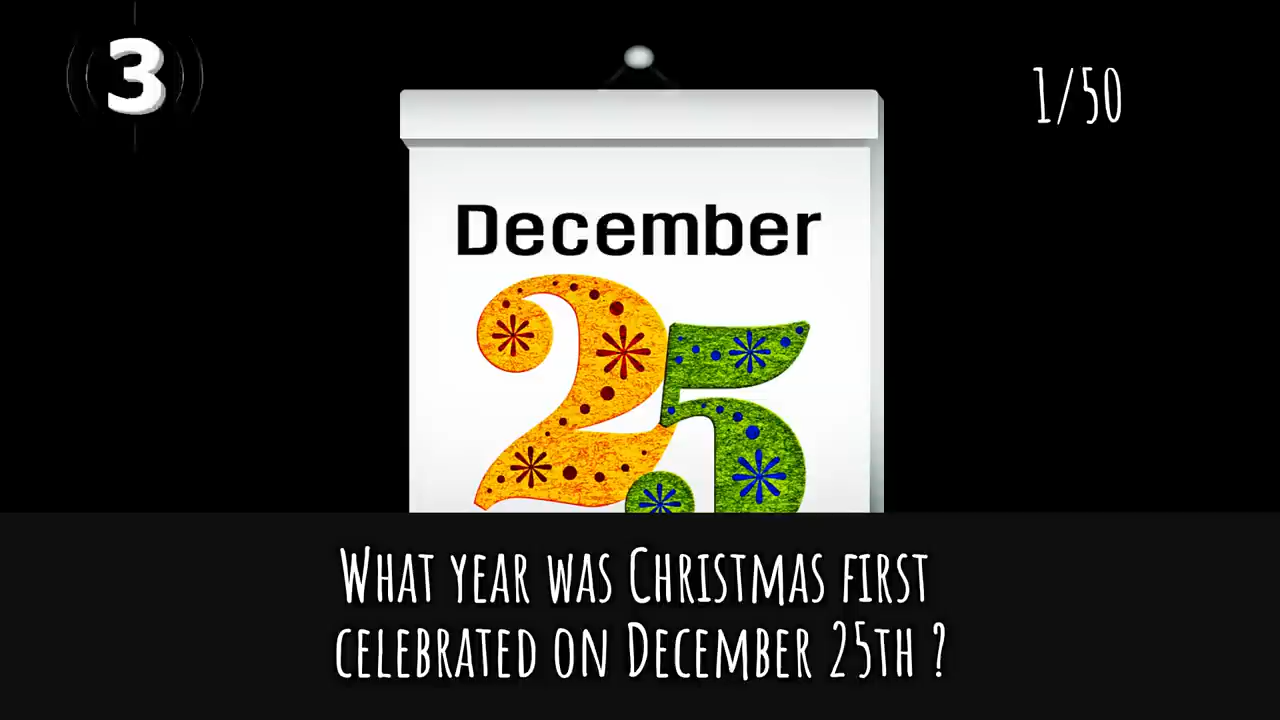 3
1/50
December
25
What year was Christmas first
celebrated on December 25th ?